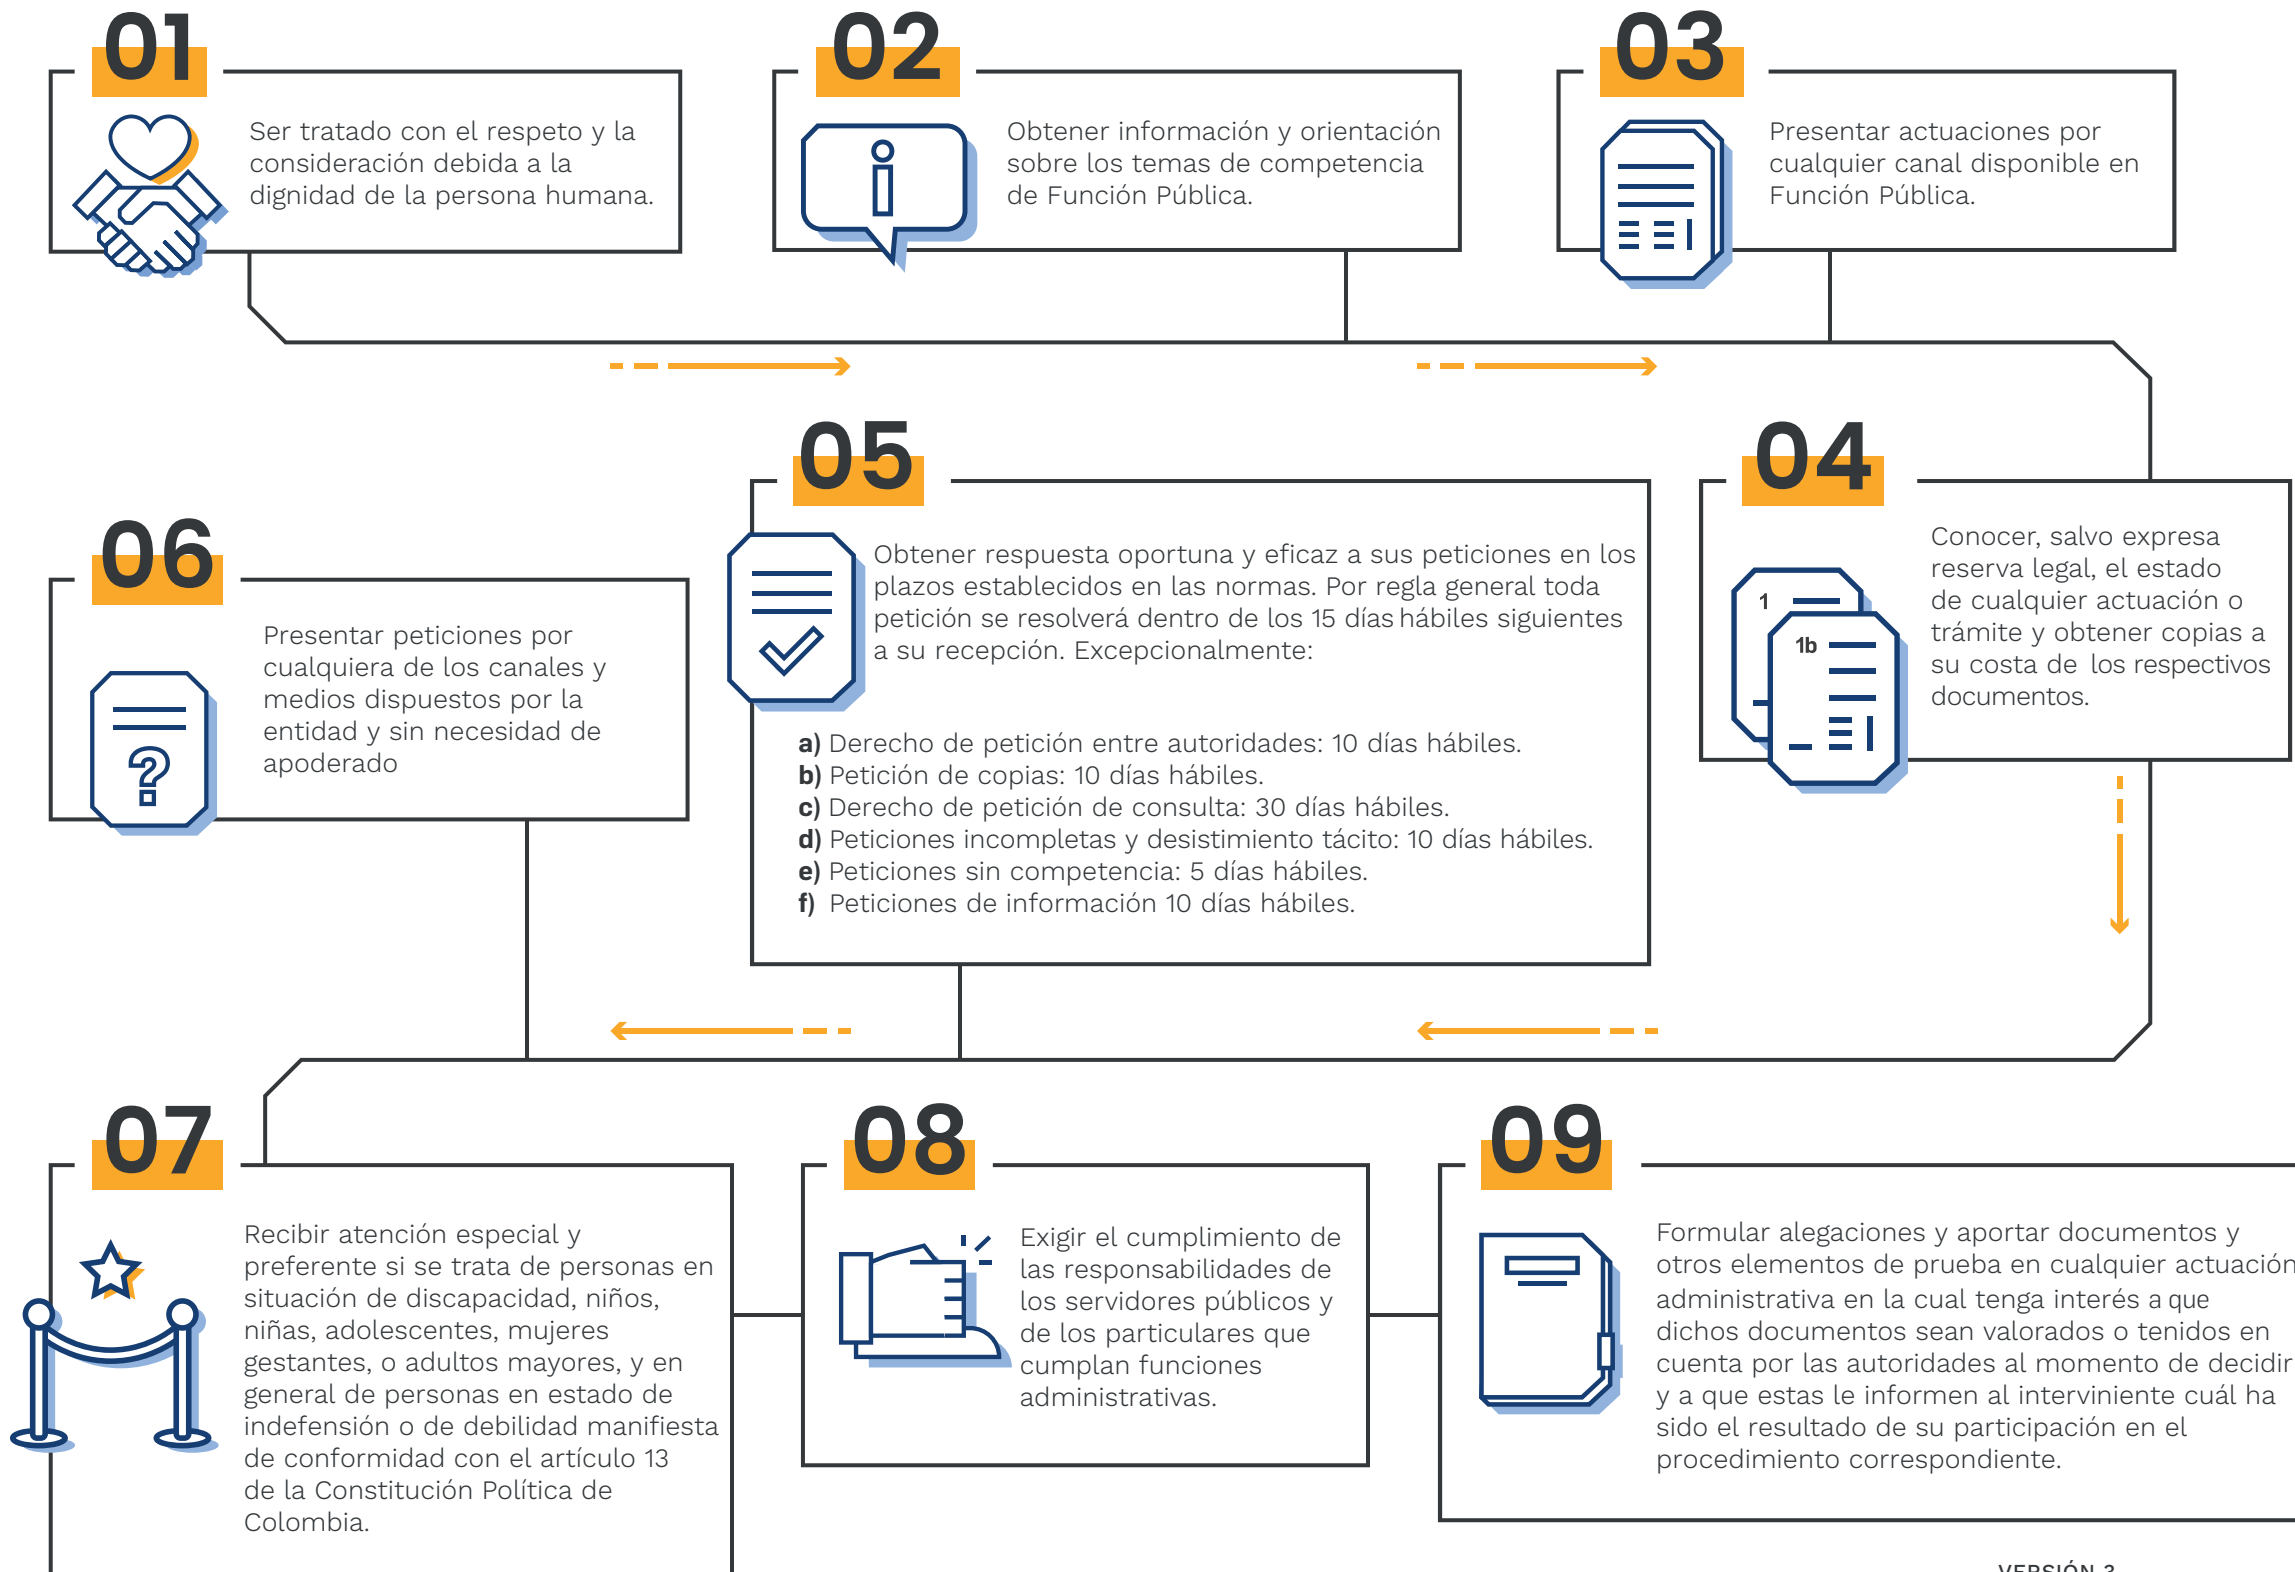 01
Ser tratado con el respeto y la
consideración debida a la
dignidad de la persona humana.
02
Obtener información y orientación
sobre los temas de competencia
de Función Pública.
03
Presentar actuaciones por
cualquier canal disponible en
Función Pública.
04
Conocer, salvo expresa
reserva legal, el estado
de cualquier actuación o
trámite y obtener copias a
su costa de los respectivos
documentos.
1
1b
05
Obtener respuesta oportuna y eficaz a sus peticiones en los
plazos establecidos en las normas. Por regla general toda
petición se resolverá dentro de los 15 días hábiles siguientes
a su recepción. Excepcionalmente:
a) Derecho de petición entre autoridades: 10 días hábiles.
b) Petición de copias: 10 días hábiles.
c) Derecho de petición de consulta: 30 días hábiles.
d) Peticiones incompletas y desistimiento tácito: 10 días hábiles.
e) Peticiones sin competencia: 5 días hábiles.
f) Peticiones de información 10 días hábiles.
06
Presentar peticiones por
cualquiera de los canales y
medios dispuestos por la
entidad y sin necesidad de
apoderado
?
07
Recibir atención especial y
preferente si se trata de personas en
situación de discapacidad, niños,
niñas, adolescentes, mujeres
gestantes, o adultos mayores, y en
general de personas en estado de
indefensión o de debilidad manifiesta
de conformidad con el artículo 13
de la Constitución Política de
Colombia.
08
Exigir el cumplimiento de
las responsabilidades de
los servidores públicos y
de los particulares que
cumplan funciones
administrativas.
09
Formular alegaciones y aportar documentos y
otros elementos de prueba en cualquier actuación
administrativa en la cual tenga interés a que
dichos documentos sean valorados o tenidos en
cuenta por las autoridades al momento de decidir
y a que estas le informen al interviniente cuál ha
sido el resultado de su participación en el
procedimiento correspondiente.
VERSIÓN